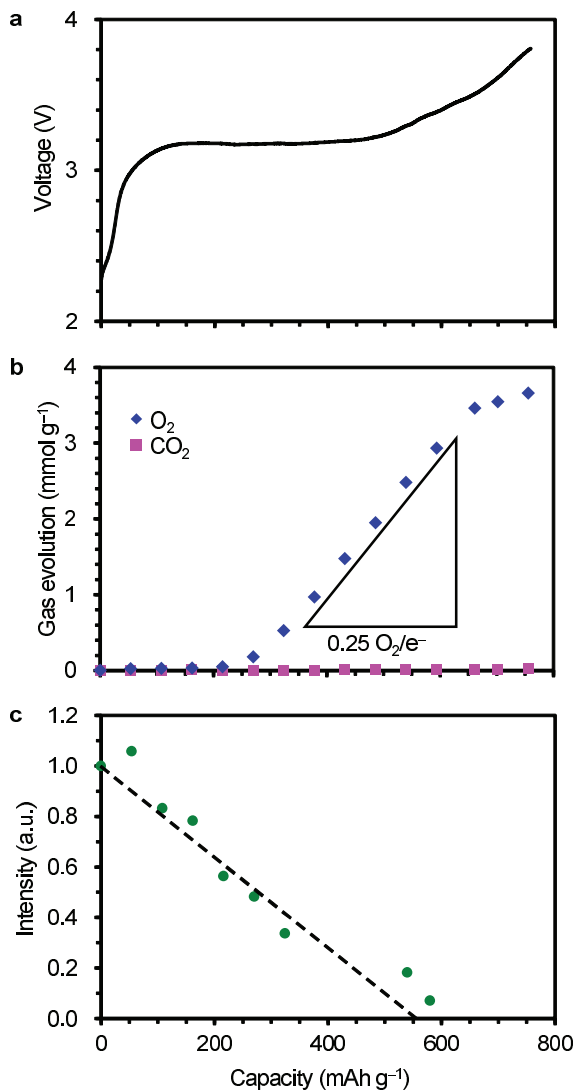 a
4
3
2
Voltage (V)
b
4
3
2
1
0
Gas evolution (mmol g⁻¹)
O₂
CO₂
0.25 O₂/e⁻
c
1.2
1.0
0.8
0.6
0.4
0.2
0.0
Intensity (a.u.)
0 200 400 600 800
Capacity (mAh g⁻¹)